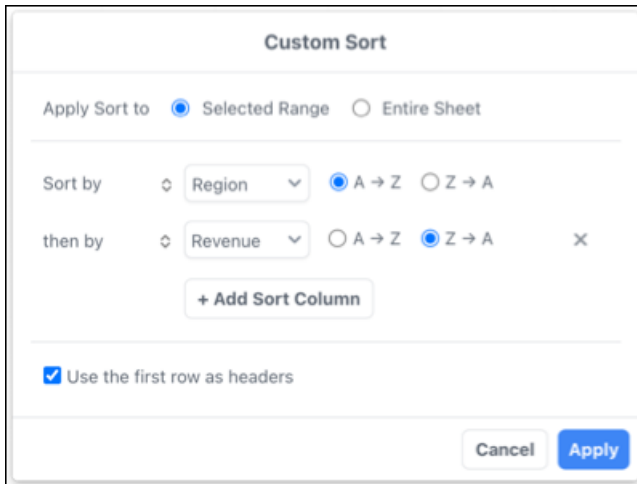 Custom Sort
Apply Sort to Selected Range Entire Sheet
Sort by Region A → Z Z → A
then by Revenue A → Z Z → A
+ Add Sort Column
Use the first row as headers
Cancel Apply